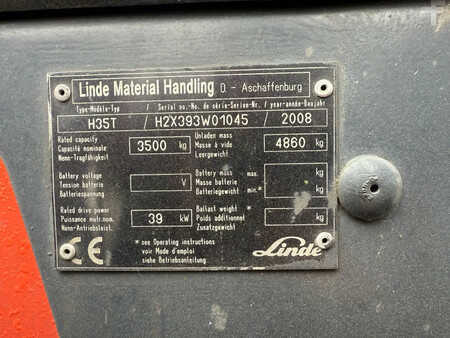 Linde Material Handling D. - Aschaffenburg
Type-Modèle-Typ / Serial no.-No. de série-Serien-Nr. / year-année-Baujahr
H35T / H2X393W01045 / 2008
Rated capacity
Capacité nominale
Nenn-Tragfähigkeit
3500 kg
Unladen mass
Masse à vide
Leergewicht
4860 kg
Battery voltage
Tension batterie
Batteriespannung
V
Battery mass max.
Masse batterie
Batteriegewicht min.*
kg
kg
Rated drive power
Puissance motr.nom.
Nenn-Antriebsleist.
39 kW
Ballast weight *
Poids additionnel
Zusatzgewicht
kg
CE
* see Operating instructions
voir Mode d'emploi
siehe Betriebsanleitung
Linde